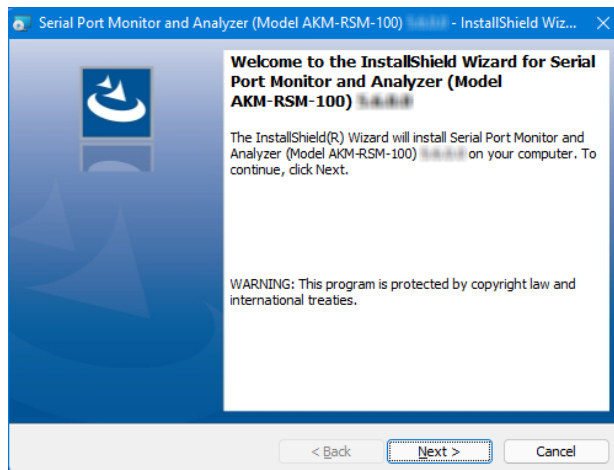 Serial Port Monitor and Analyzer (Model AKM-RSM-100) - InstallShield Wiz...
Welcome to the InstallShield Wizard for Serial
Port Monitor and Analyzer (Model
AKM-RSM-100)
The InstallShield(R) Wizard will install Serial Port Monitor and
Analyzer (Model AKM-RSM-100) on your computer. To
continue, click Next.
WARNING: This program is protected by copyright law and
international treaties.
< Back
Next >
Cancel